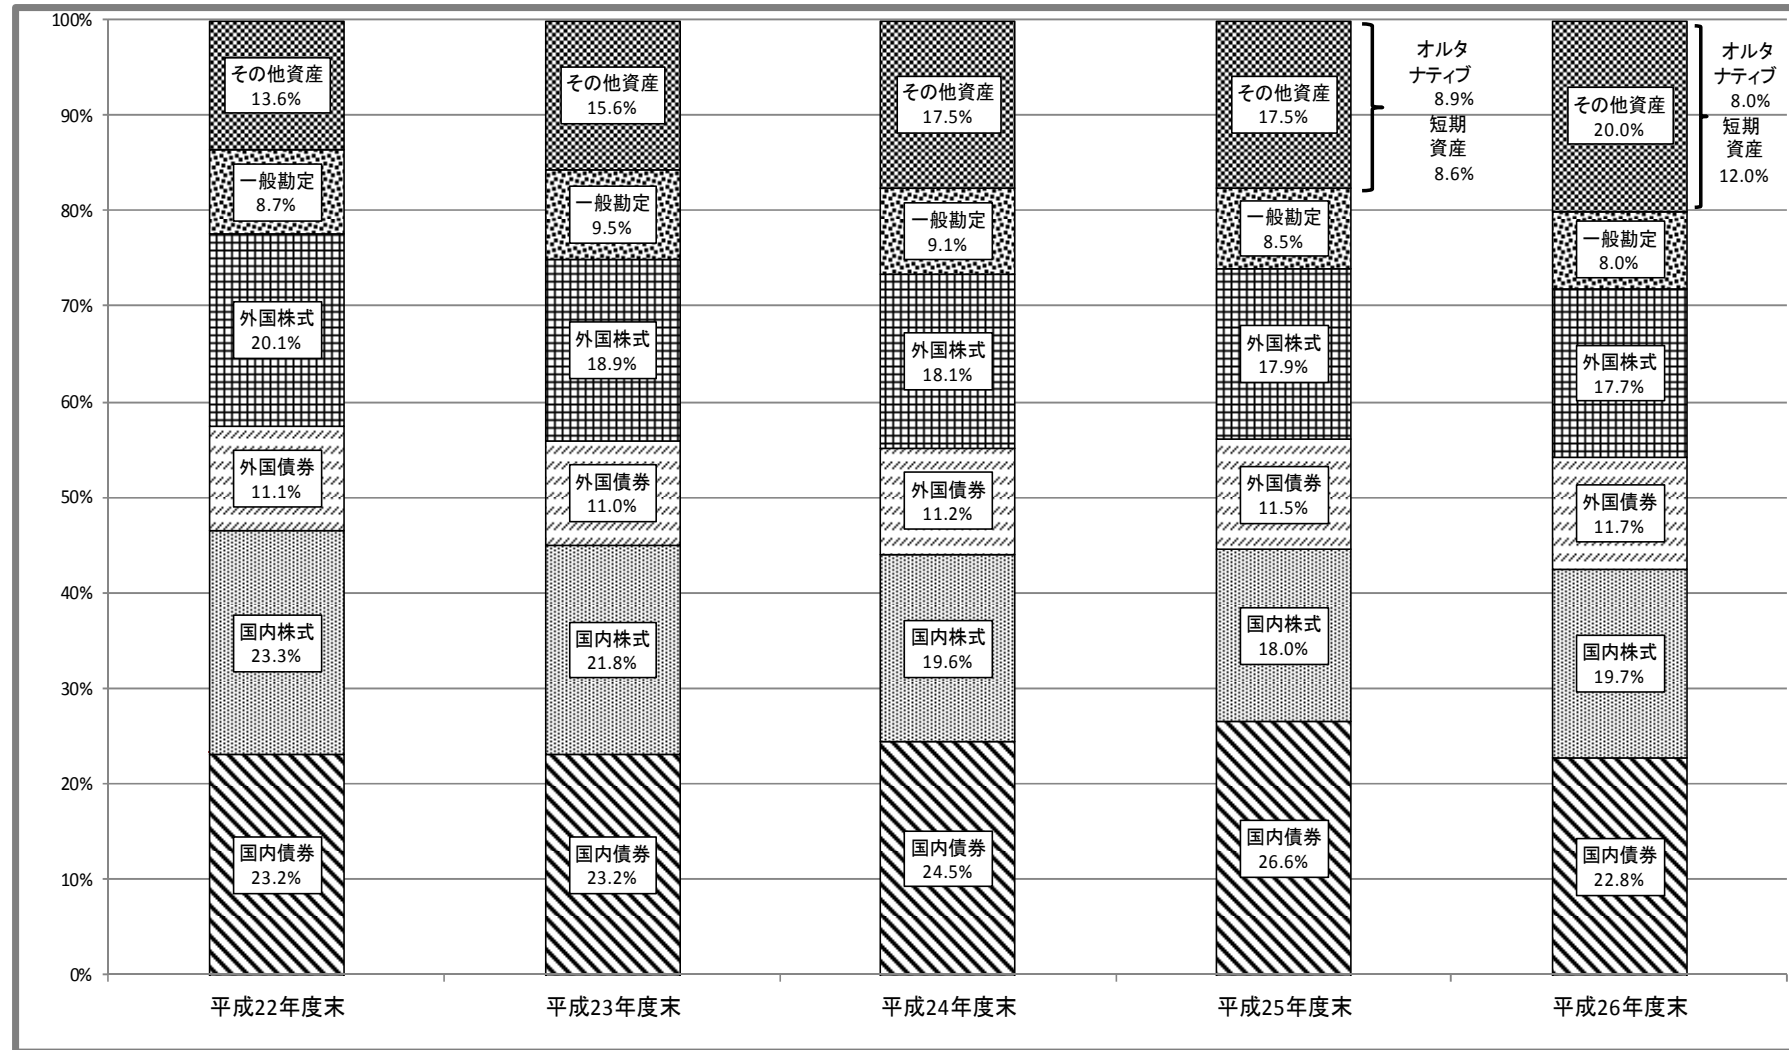 100%
90%
80%
70%
60%
50%
40%
30%
20%
10%
0%
その他資産
13.6%
一般勘定
8.7%
外国株式
20.1%
外国債券
11.1%
国内株式
23.3%
国内債券
23.2%
平成22年度末
その他資産
15.6%
一般勘定
9.5%
外国株式
18.9%
外国債券
11.0%
国内株式
21.8%
国内債券
23.2%
平成23年度末
その他資産
17.5%
一般勘定
9.1%
外国株式
18.1%
外国債券
11.2%
国内株式
19.6%
国内債券
24.5%
平成24年度末
その他資産
17.5%
一般勘定
8.5%
外国株式
17.9%
外国債券
11.5%
国内株式
18.0%
国内債券
26.6%
平成25年度末
オルタ
ナティブ
8.9%
短期
資産
8.6%
その他資産
20.0%
一般勘定
8.0%
外国株式
17.7%
外国債券
11.7%
国内株式
19.7%
国内債券
22.8%
平成26年度末
オルタ
ナティブ
8.0%
短期
資産
12.0%